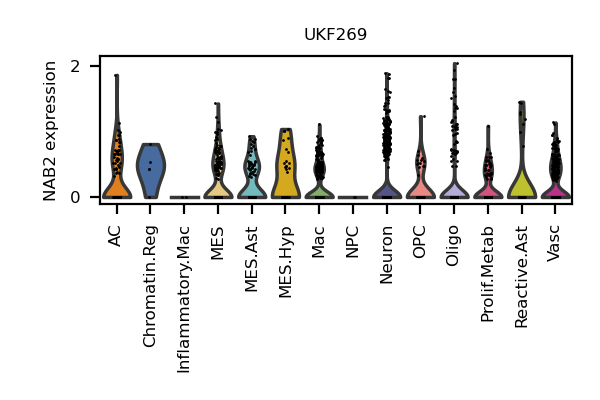 UKF269
NAB2 expression
2
0
AC
Chromatin.Reg
Inflammatory.Mac
MES
MES.Ast
MES.Hyp
Mac
NPC
Neuron
OPC
Oligo
Prolif.Metab
Reactive.Ast
Vasc